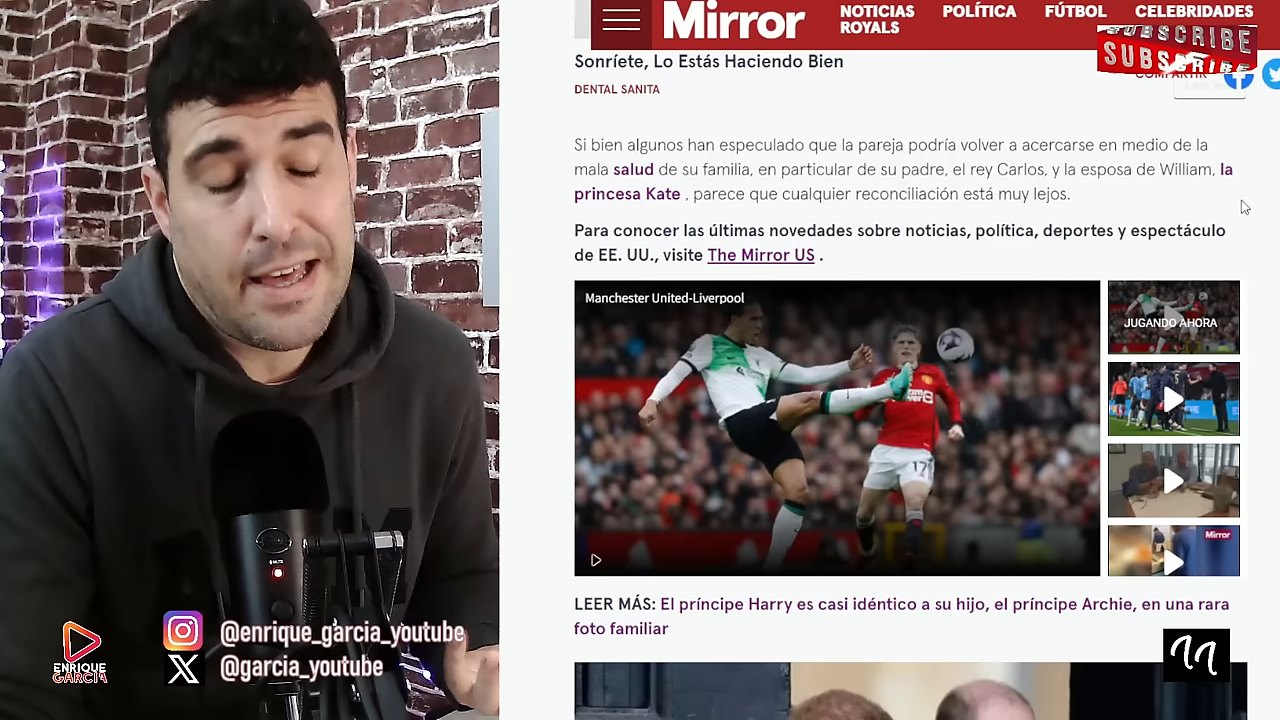 Mirror
NOTICIAS
POLÍTICA
FÚTBOL
CELEBRIDADES
ROYALS
SUBSCRIBE
SUBSCRIBE
COMPARTIR
Sonríete, Lo Estás Haciendo Bien
DENTAL SANITA
Si bien algunos han especulado que la pareja podría volver a acercarse en medio de la
mala salud de su familia, en particular de su padre, el rey Carlos, y la esposa de William, la
princesa Kate , parece que cualquier reconciliación está muy lejos.
Para conocer las últimas novedades sobre noticias, política, deportes y espectáculo
de EE. UU., visite The Mirror US .
Manchester United-Liverpool
JUGANDO AHORA
17
Mirror
LEER MÁS: El príncipe Harry es casi idéntico a su hijo, el príncipe Archie, en una rara
foto familiar
@enrique_garcia_youtube
@garcia_youtube
ENRIQUE
GARCIA